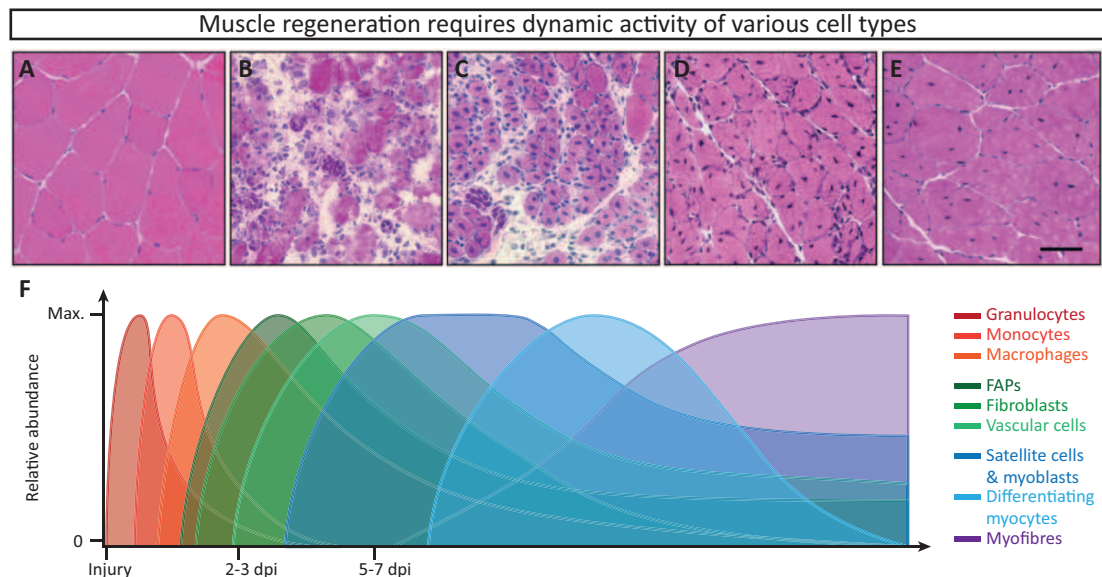 Muscle regeneration requires dynamic activity of various cell types
A
B
C
D
E
F
Max.
Relative abundance
0
Injury
2-3 dpi
5-7 dpi
Granulocytes
Monocytes
Macrophages
FAPs
Fibroblasts
Vascular cells
Satellite cells
& myoblasts
Differentiating
myocytes
Myofibres